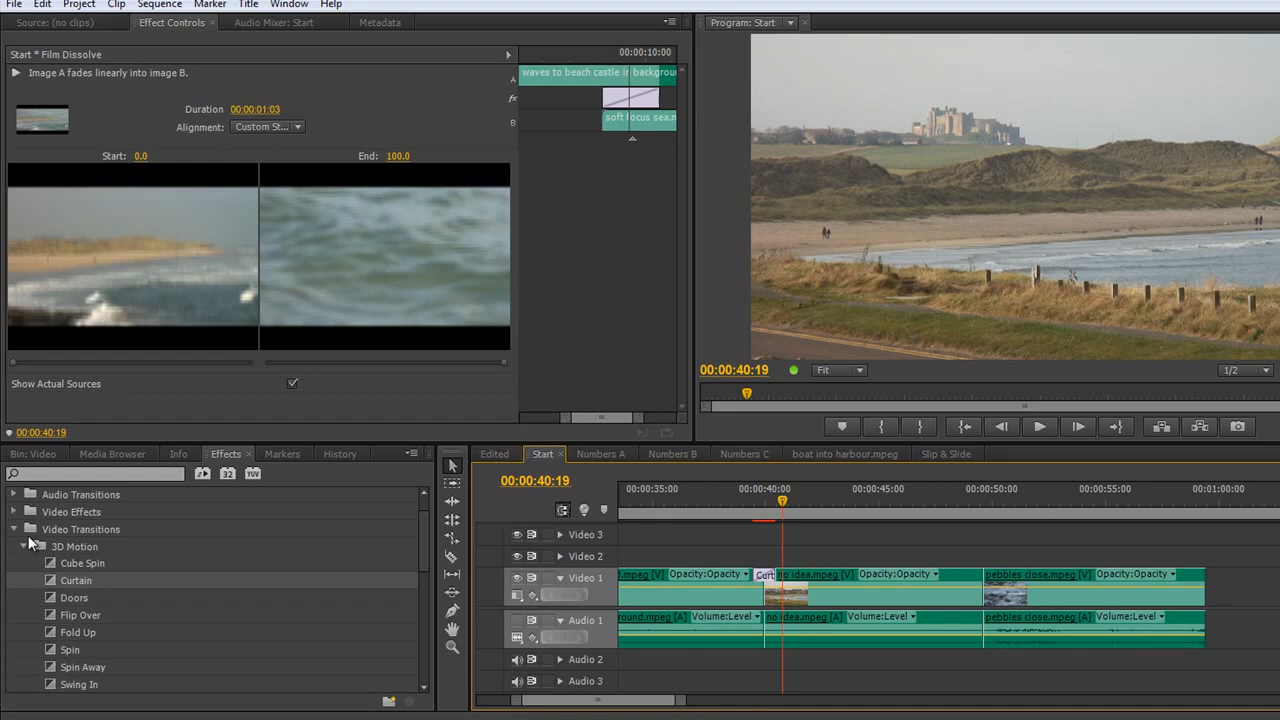 File Edit Project Clip Sequence Marker Title Window Help
Source: (no clips) Effect Controls Audio Mixer: Start Metadata
Program: Start
Start * Film Dissolve
00:00:10:00
Image A fades linearly into image B.
A
waves to beach castle in backgroun
Duration 00:00:01:03
fx
Alignment: Custom St...
B
soft focus sea.m
Start: 0.0
End: 100.0
Show Actual Sources
00:00:40:19
00:00:40:19
Fit
1/2
Bin: Video Media Browser Info Effects Markers History
Audio Transitions
Video Effects
Video Transitions
3D Motion
Cube Spin
Curtain
Doors
Flip Over
Fold Up
Spin
Spin Away
Swing In
32
YUV
Edited Start Numbers A Numbers B Numbers C boat into harbour.mpeg Slip & Slide
00:00:40:19
00:00:35:00 00:00:40:00 00:00:45:00 00:00:50:00 00:00:55:00 00:01:00:00
Video 3
Video 2
Video 1
l.mpeg [V] Opacity:Opacity Curt no idea.mpeg [V] Opacity:Opacity pebbles close.mpeg [V] Opacity:Opacity
Audio 1
round.mpeg [A] Volume:Level no idea.mpeg [A] Volume:Level pebbles close.mpeg [A] Volume:Level
Audio 2
Audio 3